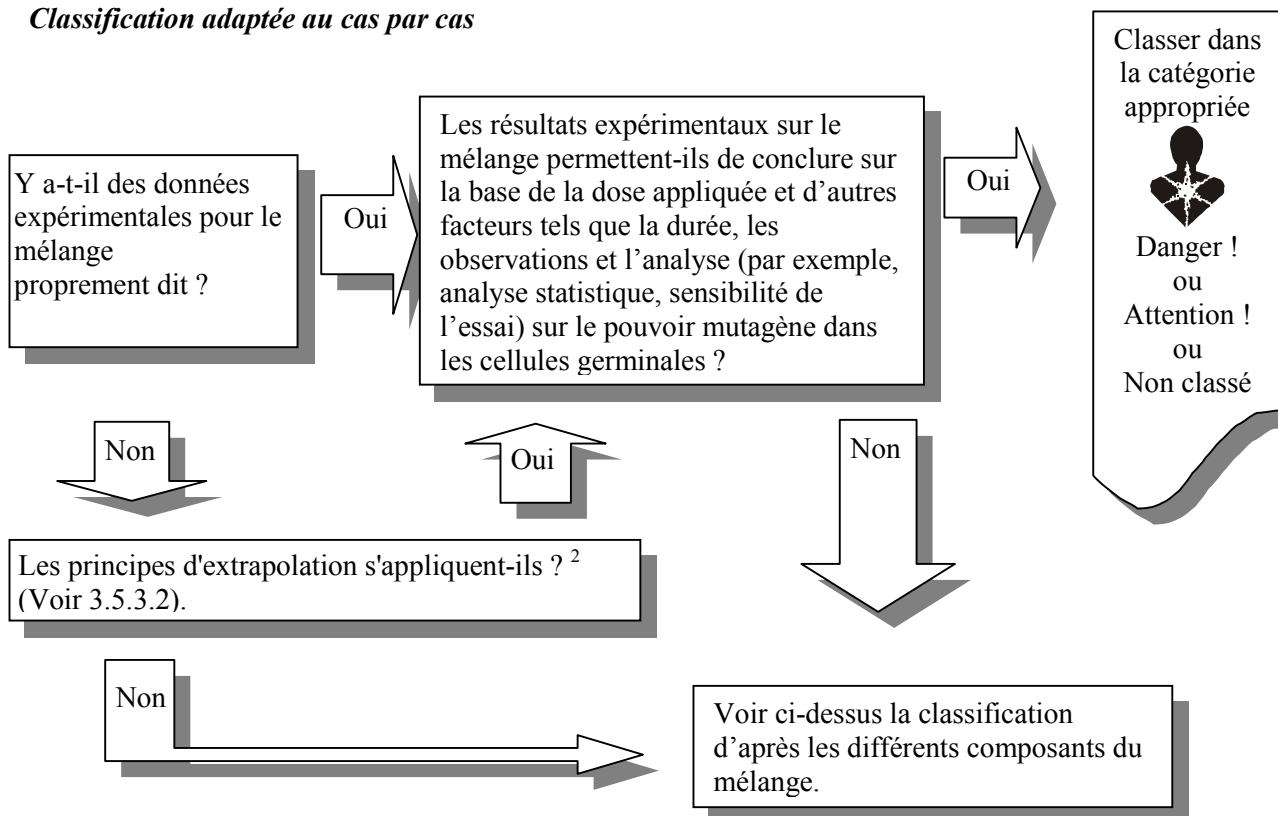 Classification adaptée au cas par cas
Y a-t-il des données
expérimentales pour le
mélange
proprement dit ?
Oui
Les résultats expérimentaux sur le
mélange permettent-ils de conclure sur
la base de la dose appliquée et d'autres
facteurs tels que la durée, les
observations et l'analyse (par exemple,
analyse statistique, sensibilité de
l'essai) sur le pouvoir mutagène dans
les cellules germinales ?
Oui
Classer dans
la catégorie
appropriée
Danger !
ou
Attention !
ou
Non classé
Non
Oui
Non
Les principes d'extrapolation s'appliquent-ils ? 2
(Voir 3.5.3.2).
Non
Voir ci-dessus la classification
d'après les différents composants du
mélange.